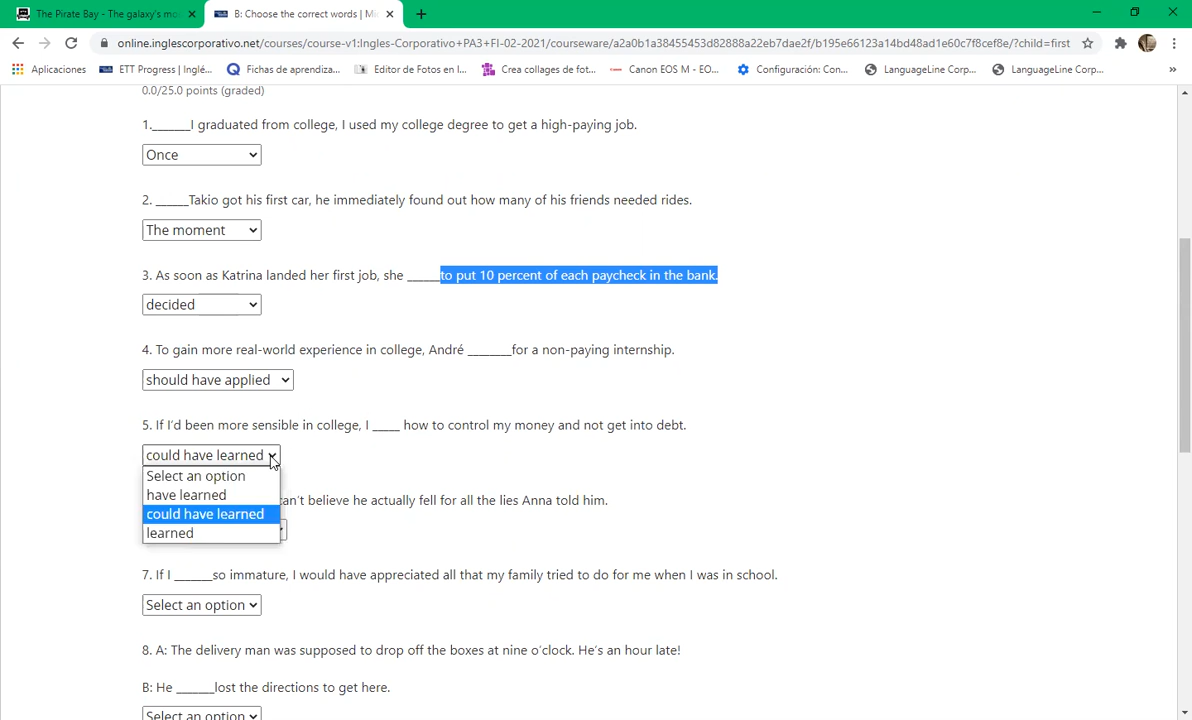 The Pirate Bay - The galaxy's mo
B: Choose the correct words | Mi
online.inglescorporativo.net/courses/course-v1:Ingles-Corporativo+PA3+FI-02-2021/courseware/a2a0b1a38455453d82888a22eb7dae2f/b195e66123a14bd48ad1e60c7f8cef8e/?child=first
Aplicaciones
ETT Progress | Inglé...
Fichas de aprendiza...
Editor de Fotos en l...
Crea collages de fot...
Canon EOS M - EO...
Configuración: Con...
LanguageLine Corp...
LanguageLine Corp...
»
0.0/25.0 points (graded)
1.______I graduated from college, I used my college degree to get a high-paying job.
Once
2. _____Takio got his first car, he immediately found out how many of his friends needed rides.
The moment
3. As soon as Katrina landed her first job, she _____to put 10 percent of each paycheck in the bank.
decided
4. To gain more real-world experience in college, André _______for a non-paying internship.
should have applied
5. If I'd been more sensible in college, I ____ how to control my money and not get into debt.
could have learned
Select an option
have learned
could have learned
learned
can't believe he actually fell for all the lies Anna told him.
7. If I ______so immature, I would have appreciated all that my family tried to do for me when I was in school.
Select an option
8. A: The delivery man was supposed to drop off the boxes at nine o'clock. He's an hour late!
B: He ______lost the directions to get here.
Select an option